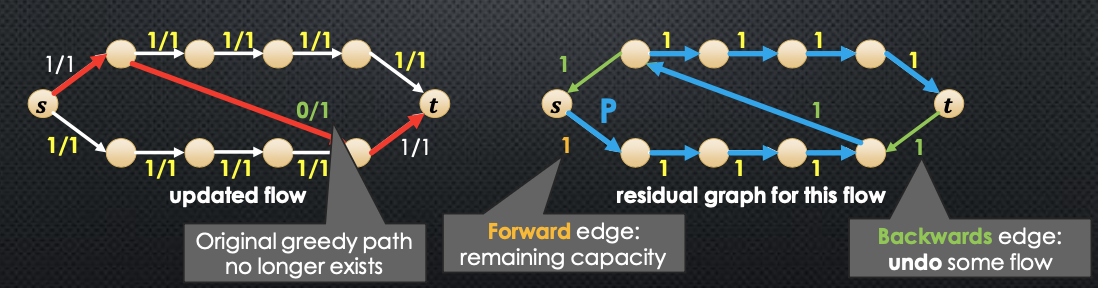 1/1 1/1 1/1
1/1
1/1
s
0/1
t
1/1
1/1
1/1 1/1 1/1
updated flow
Original greedy path
no longer exists
1 1 1
1
1
s
P
1
t
1
1
1 1 1
residual graph for this flow
Forward edge:
remaining capacity
Backwards edge:
undo some flow